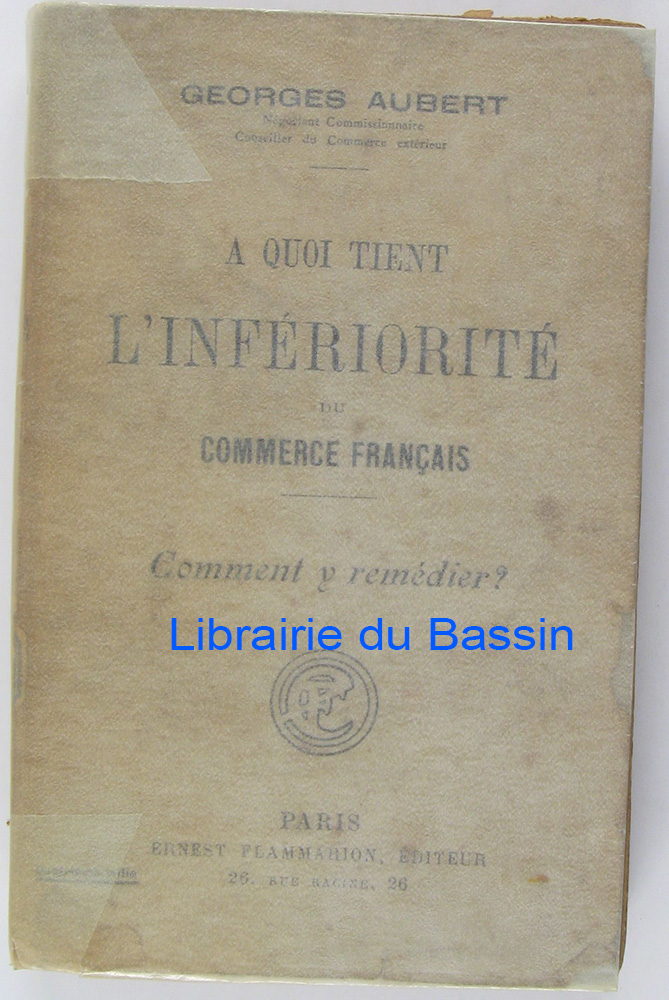 GEORGES AUBERT
Négociant Commissionnaire
Conseiller du Commerce extérieur
A QUOI TIENT
L'INFÉRIORITÉ
DU
COMMERCE FRANÇAIS
Comment y remédier?
Librairie du Bassin
PARIS
ERNEST FLAMMARION, ÉDITEUR
26, RUE RACINE, 26